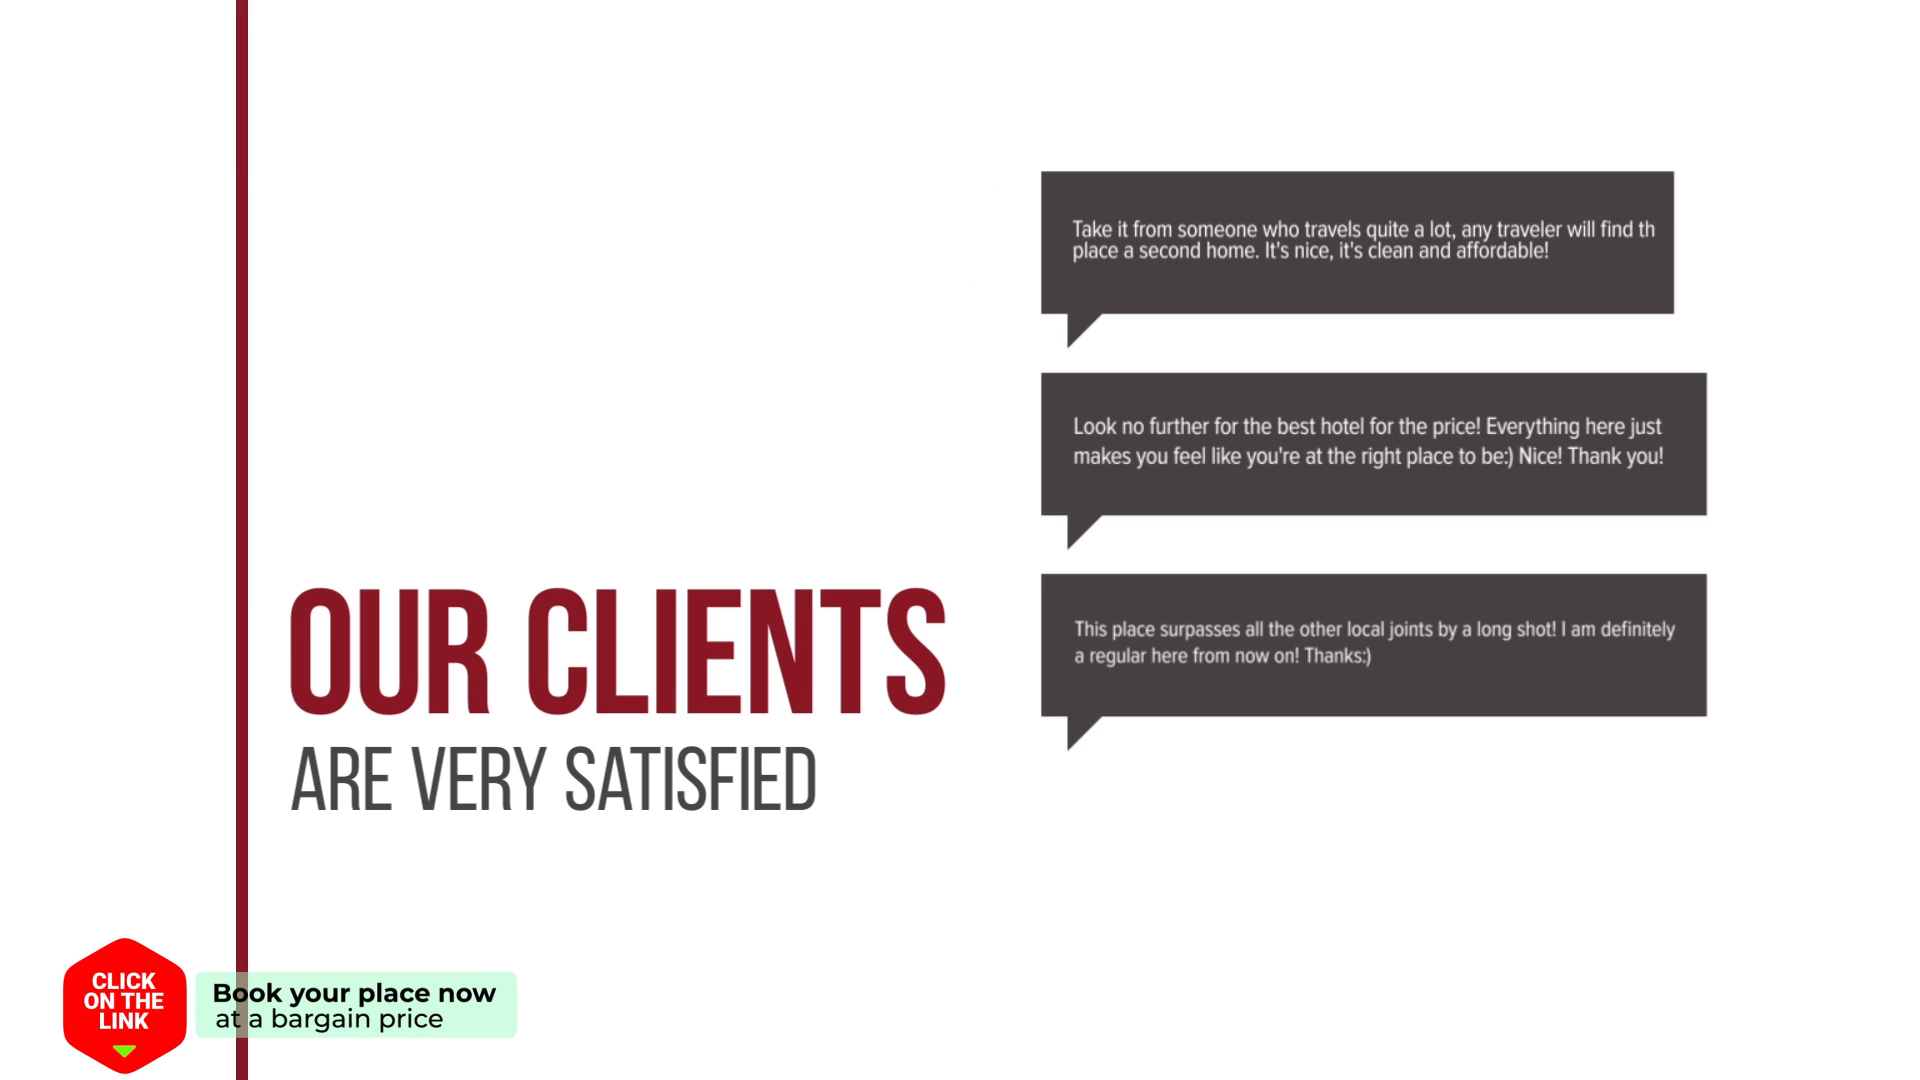 Take it from someone who travels quite a lot, any traveler will find th
place a second home. It's nice, it's clean and affordable!
Look no further for the best hotel for the price! Everything here just
makes you feel like you're at the right place to be:) Nice! Thank you!
This place surpasses all the other local joints by a long shot! I am definitely
a regular here from now on! Thanks:)
OUR CLIENTS
ARE VERY SATISFIED
CLICK
ON THE
LINK
Book your place now
at a bargain price